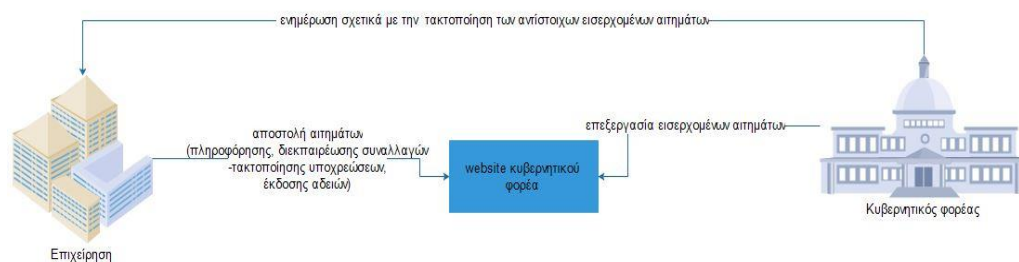 ενημέρωση σχετικά με την τακτοποίηση των αντίστοιχων εισερχομένων αιτημάτων
αποστολή αιτημάτων
(πληροφόρησης, διεκπαιρέωσης συναλλαγών
-τακτοποίησης υποχρεώσεων,
έκδοσης αδειών)
website κυβερνητικού
φορέα
επεξεργασία εισερχομένων αιτημάτων
Επιχείρηση
Κυβερνητικός φορέας